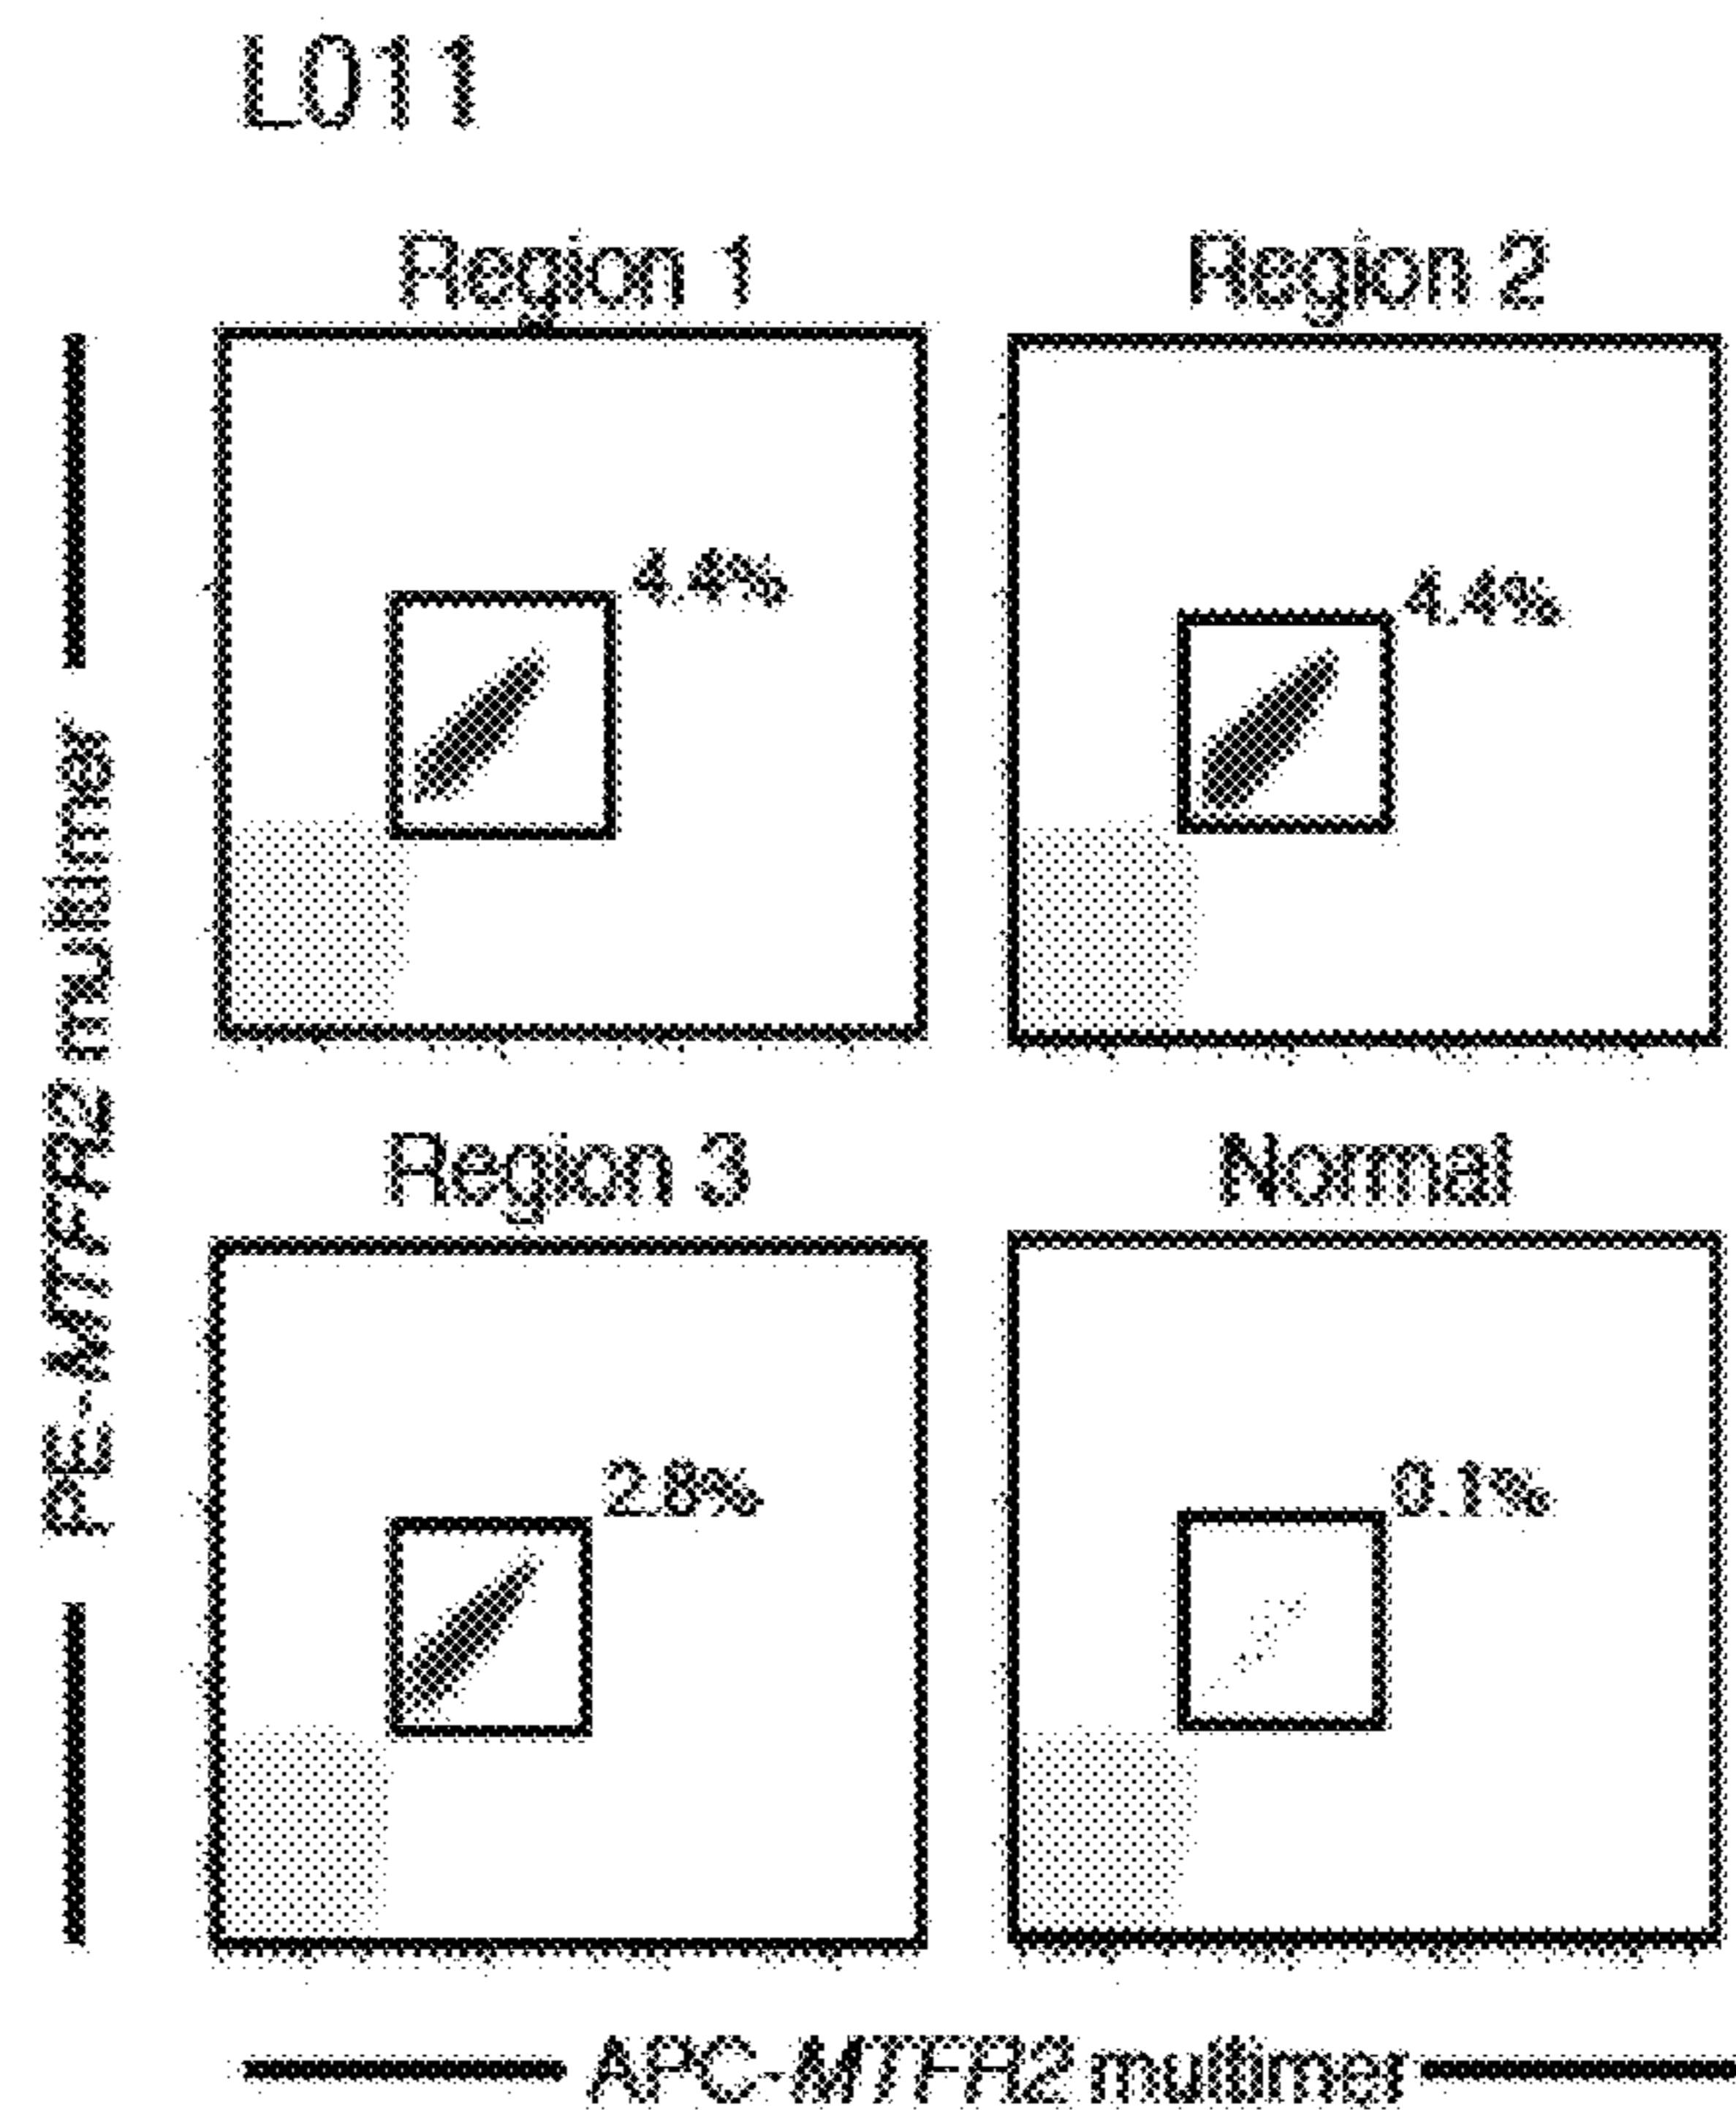 L011
Region 1
Region 2
4.4%
4.4%
PE-MTFR2 multimer
Region 3
Normal
2.8%
0.1%
APC-MTFR2 multimer